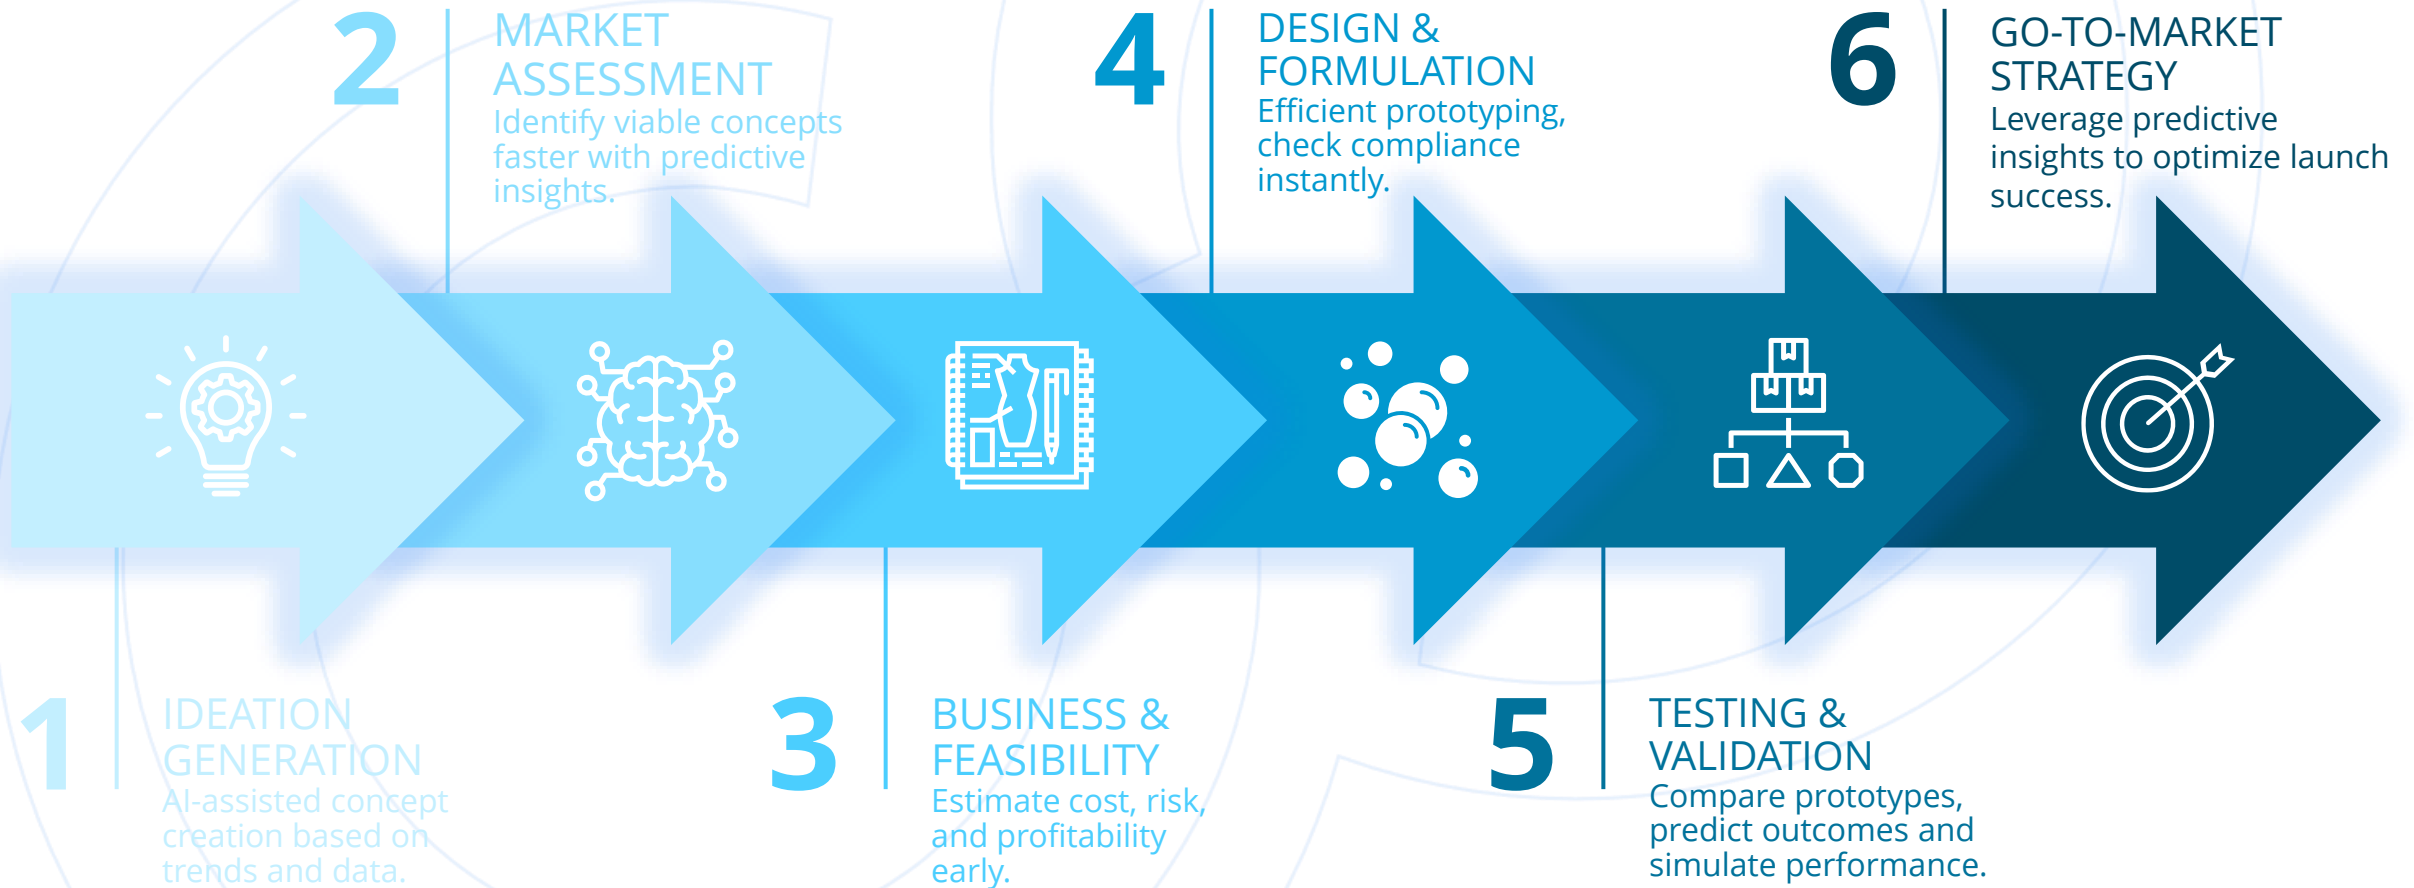 1
IDEATION
GENERATION
AI-assisted concept
creation based on
trends and data.
2
MARKET
ASSESSMENT
Identify viable concepts
faster with predictive
insights.
3
BUSINESS &
FEASIBILITY
Estimate cost, risk,
and profitability
early.
4
DESIGN &
FORMULATION
Efficient prototyping,
check compliance
instantly.
5
TESTING &
VALIDATION
Compare prototypes,
predict outcomes and
simulate performance.
6
GO-TO-MARKET
STRATEGY
Leverage predictive
insights to optimize launch
success.